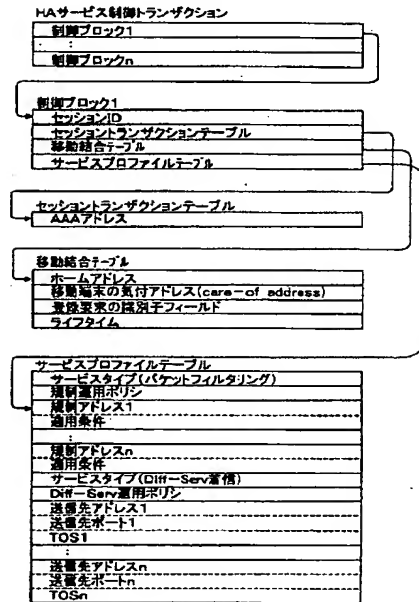 HAサービス制御トランザクション
制御ブロック1
:
制御ブロックn
制御ブロック1
セッションID
セッショントランザクションテーブル
移動結合テーブル
サービスプロファイルテーブル
セッショントランザクションテーブル
AAAアドレス
移動結合テーブル
ホームアドレス
移動端末の気付アドレス(care-of address)
登録要求の識別子フィールド
ライフタイム
サービスプロファイルテーブル
サービスタイプ(パケットフィルタリング)
規制運用ポリシ
規制アドレス1
適用条件
:
規制アドレスn
適用条件
サービスタイプ(Diff-Serv着信)
Diff-Serv運用ポリシ
送信先アドレス1
送信先ポート1
TOS1
:
送信先アドレスn
送信先ポートn
TOSn